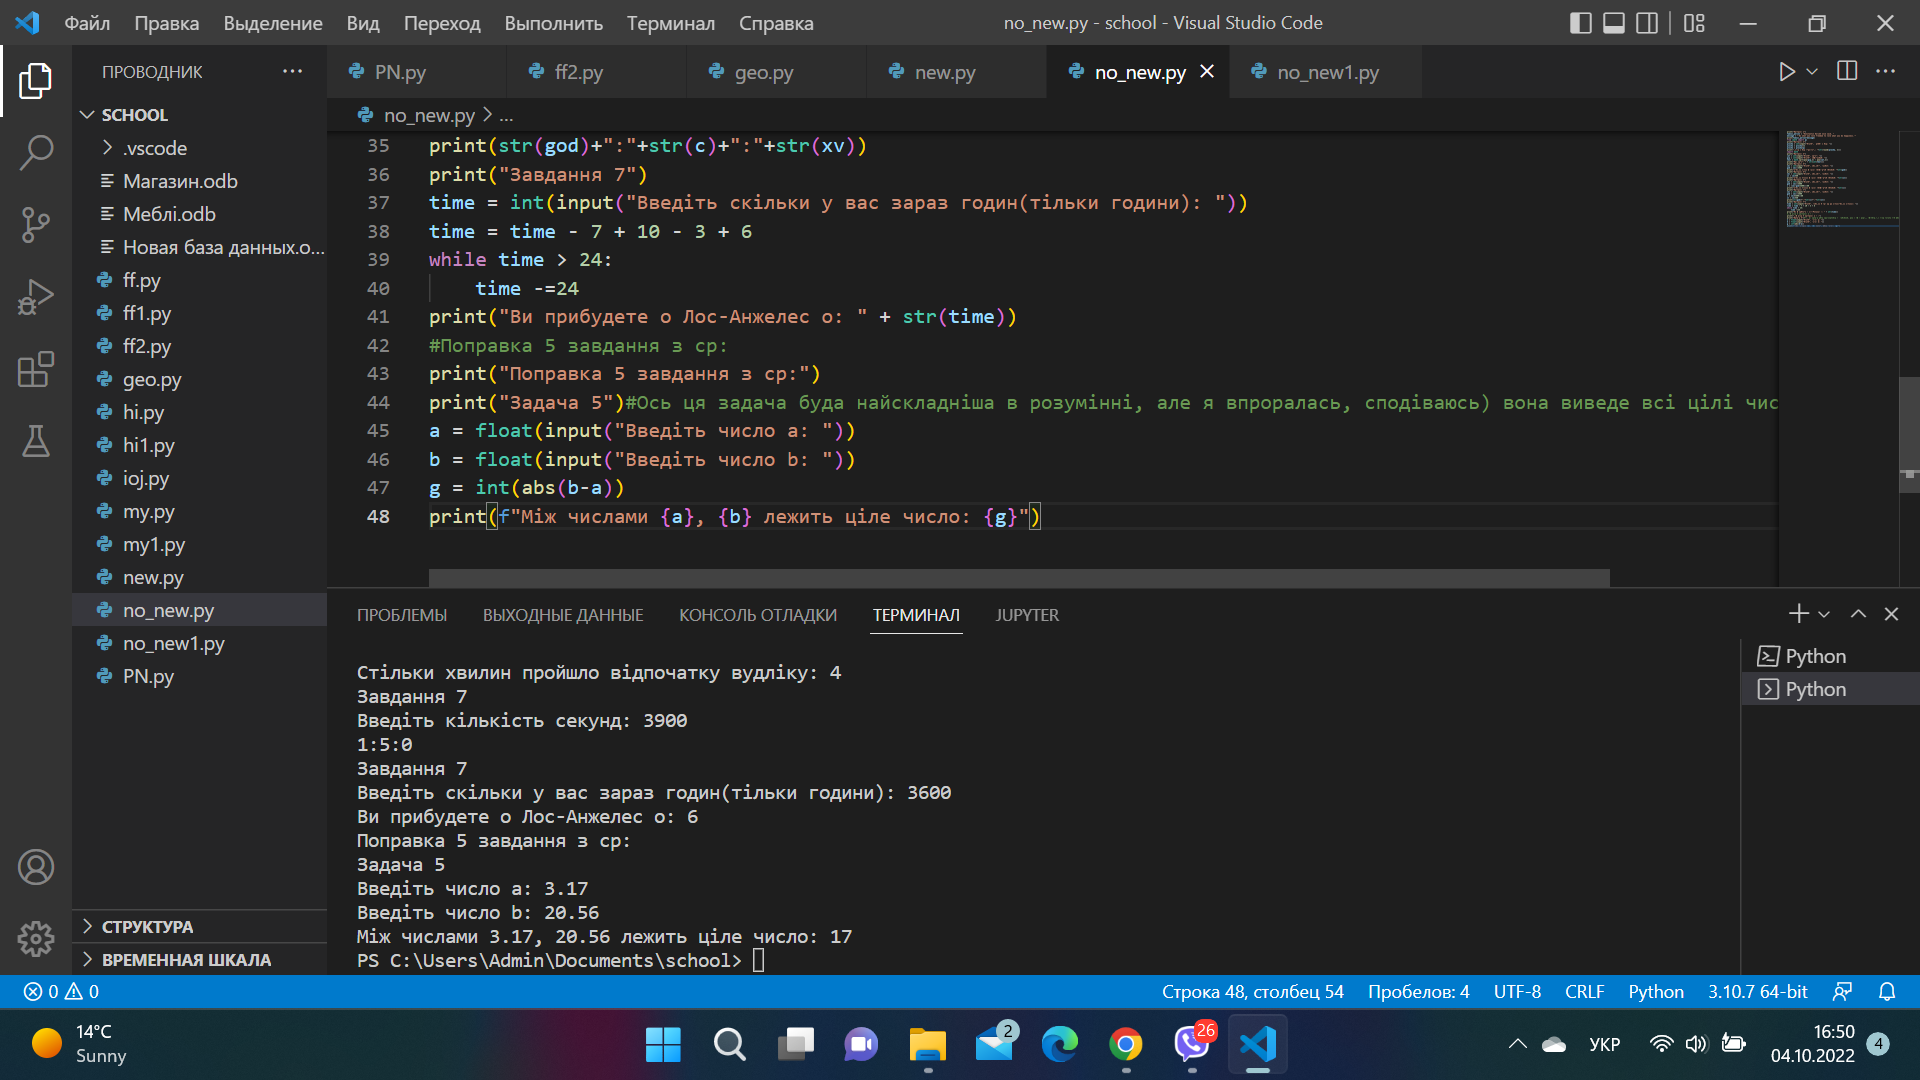 Файл Правка Выделение Вид Переход Выполнить Терминал Справка
no_new.py - school - Visual Studio Code
ПРОВОДНИК
SCHOOL
.vscode
Магазин.odb
Меблі.odb
Новая база данных.o...
ff.py
ff1.py
ff2.py
geo.py
hi.py
hi1.py
ioj.py
my.py
my1.py
new.py
no_new.py
no_new1.py
PN.py
СТРУКТУРА
ВРЕМЕННАЯ ШКАЛА
PN.py ff2.py geo.py new.py no_new.py no_new1.py
no_new.py > ...
35 print(str(god)+":"+str(c)+":"+str(xv))
36 print("Завдання 7")
37 time = int(input("Введіть скільки у вас зараз годин(тільки години): "))
38 time = time - 7 + 10 - 3 + 6
39 while time > 24:
40 time -=24
41 print("Ви прибудете о Лос-Анжелес о: " + str(time))
42 #Поправка 5 завдання з ср:
43 print("Поправка 5 завдання з ср:")
44 print("Задача 5")#Ось ця задача буда найскладніша в розумінні, але я впроралась, сподіваюсь) вона виведе всі цілі чис
45 a = float(input("Введіть число a: "))
46 b = float(input("Введіть число b: "))
47 g = int(abs(b-a))
48 print(f"Між числами {a}, {b} лежить ціле число: {g}")
ПРОБЛЕМЫ ВЫХОДНЫЕ ДАННЫЕ КОНСОЛЬ ОТЛАДКИ ТЕРМИНАЛ JUPYTER
Python
Python
Стільки хвилин пройшло відпочатку вудліку: 4
Завдання 7
Введіть кількість секунд: 3900
1:5:0
Завдання 7
Введіть скільки у вас зараз годин(тільки години): 3600
Ви прибудете о Лос-Анжелес о: 6
Поправка 5 завдання з ср:
Задача 5
Введіть число a: 3.17
Введіть число b: 20.56
Між числами 3.17, 20.56 лежить ціле число: 17
PS C:\Users\Admin\Documents\school>
0 0
Строка 48, столбец 54 Пробелов: 4 UTF-8 CRLF Python 3.10.7 64-bit
14°C
Sunny
2
26
УКР
16:50
04.10.2022
4